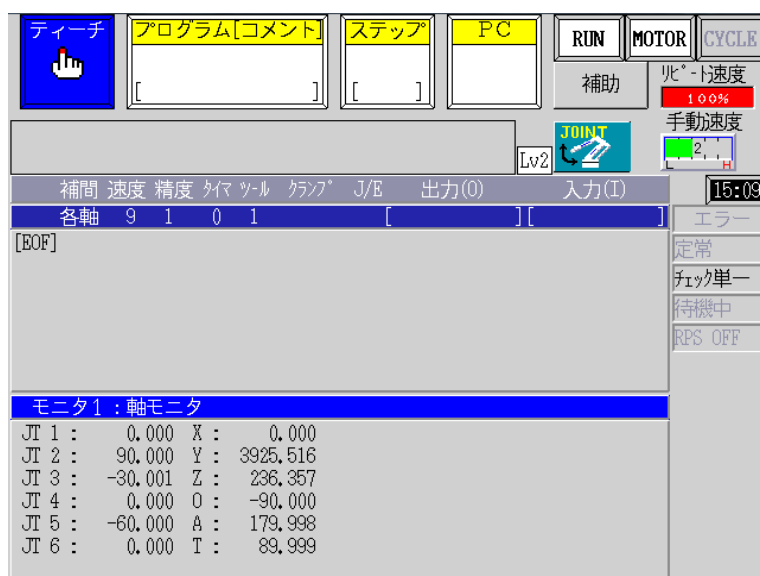 ティーチ プログラム[コメント] ステップ PC RUN MOTOR CYCLE
[ ] [ ] 補助 リピート速度
100%
手動速度
JOINT
2
Lv2 L H
補間 速度 精度 タイマ ツール クランプ J/E 出力(O) 入力(I) 15:09
各軸 9 1 0 1 [ ][ ] エラー
[EOF] 定常
チェック単一
待機中
RPS OFF
モニタ1:軸モニタ
JT 1 : 0.000 X : 0.000
JT 2 : 90.000 Y : 3925.516
JT 3 : -30.001 Z : 236.357
JT 4 : 0.000 O : -90.000
JT 5 : -60.000 A : 179.998
JT 6 : 0.000 T : 89.999